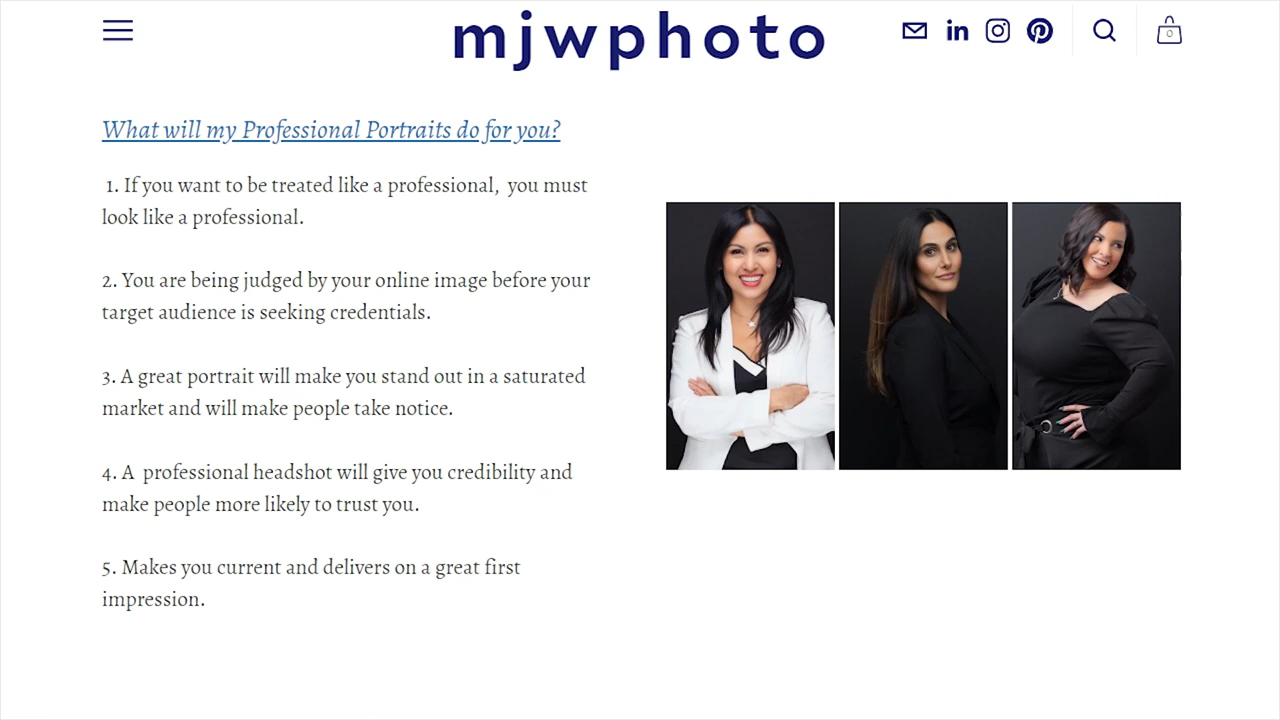 mjwphoto
0
What will my Professional Portraits do for you?
1. If you want to be treated like a professional, you must
look like a professional.
2. You are being judged by your online image before your
target audience is seeking credentials.
3. A great portrait will make you stand out in a saturated
market and will make people take notice.
4. A professional headshot will give you credibility and
make people more likely to trust you.
5. Makes you current and delivers on a great first
impression.